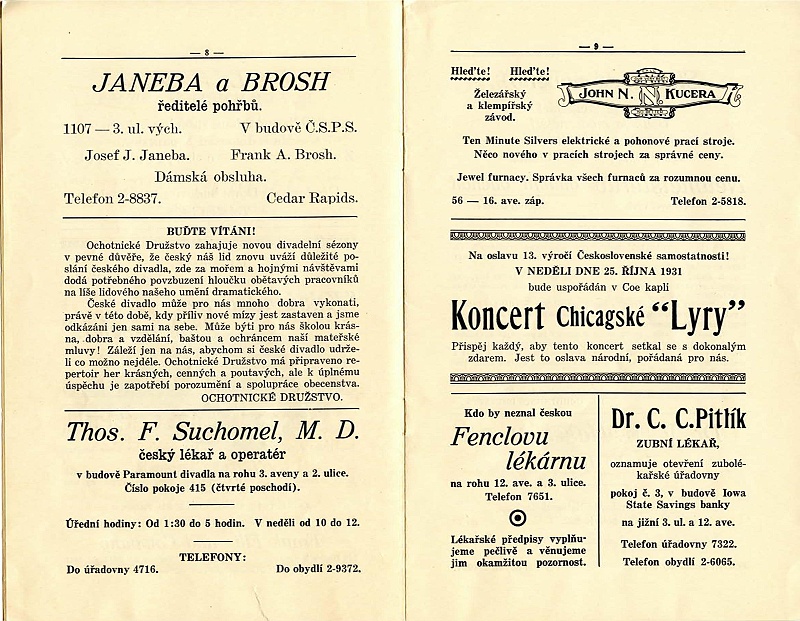 — 8 —
JANEBA a BROSH
ředitelé pohřbů.
1107 — 3. ul. vých. V budově Č.S.P.S.
Josef J. Janeba. Frank A. Brosh.
Dámská obsluha.
Telefon 2-8837. Cedar Rapids.
BUĎTE VÍTÁNI!
Ochotnické Družstvo zahajuje novou divadelní sézony
v pevné důvěře, že český náš lid znovu uváží důležité po-
slání českého divadla, zde za mořem a hojnými návštěvami
dodá potřebného povzbuzení hloučku obětavých pracovníků
na líše lidového našeho umění dramatického.
České divadlo může pro nás mnoho dobra vykonati,
právě v této době, kdy příliv nové mízy jest zastaven a jsme
odkázáni jen sami na sebe. Může býti pro nás školou krás-
na, dobra a vzdělání, baštou a ochráncem naší mateřské
mluvy! Záleží jen na nás, abychom si české divadlo udrže-
li co možno nejdéle. Ochotnické Družstvo má připraveno re-
pertoir her krásných, cenných a poutavých, ale k úplnému
úspěchu je zapotřebí porozumění a spolupráce obecenstva.
OCHOTNICKÉ DRUŽSTVO.
Thos. F. Suchomel, M. D.
český lékař a operatér
v budově Paramount divadla na rohu 3. aveny a 2. ulice.
Číslo pokoje 415 (čtvrté poschodí).
Úřední hodiny: Od 1:30 do 5 hodin. V neděli od 10 do 12.
TELEFONY:
Do úřadovny 4716. Do obydlí 2-9372.
— 9 —
Hleďte! Hleďte!
Železářský
a klempířský
závod.
JOHN N. KUCERA
Ten Minute Silvers elektrické a pohonové prací stroje.
Něco nového v pracích strojech za správné ceny.
Jewel furnacy. Správka všech furnaců za rozumnou cenu.
56 — 16. ave. záp. Telefon 2-5818.
Na oslavu 13. výročí Československé samostatnosti!
V NEDĚLI DNE 25. ŘÍJNA 1931
bude uspořádán v Coe kapli
Koncert Chicagské “Lyry”
Přispěj každý, aby tento koncert setkal se s dokonalým
zdarem. Jest to oslava národní, pořádaná pro nás.
Kdo by neznal českou
Fenclovu
lékárnu
na rohu 12. ave. a 3. ulice.
Telefon 7651.
Lékařské předpisy vyplňu-
jeme pečlivě a věnujeme
jim okamžitou pozornost.
Dr. C. C. Pitlík
ZUBNÍ LÉKAŘ,
oznamuje otevření zubolé-
kařské úřadovny
pokoj č. 3, v budově Iowa
State Savings banky
na jižní 3. ul. a 12. ave.
Telefon úřadovny 7322.
Telefon obydlí 2-6065.